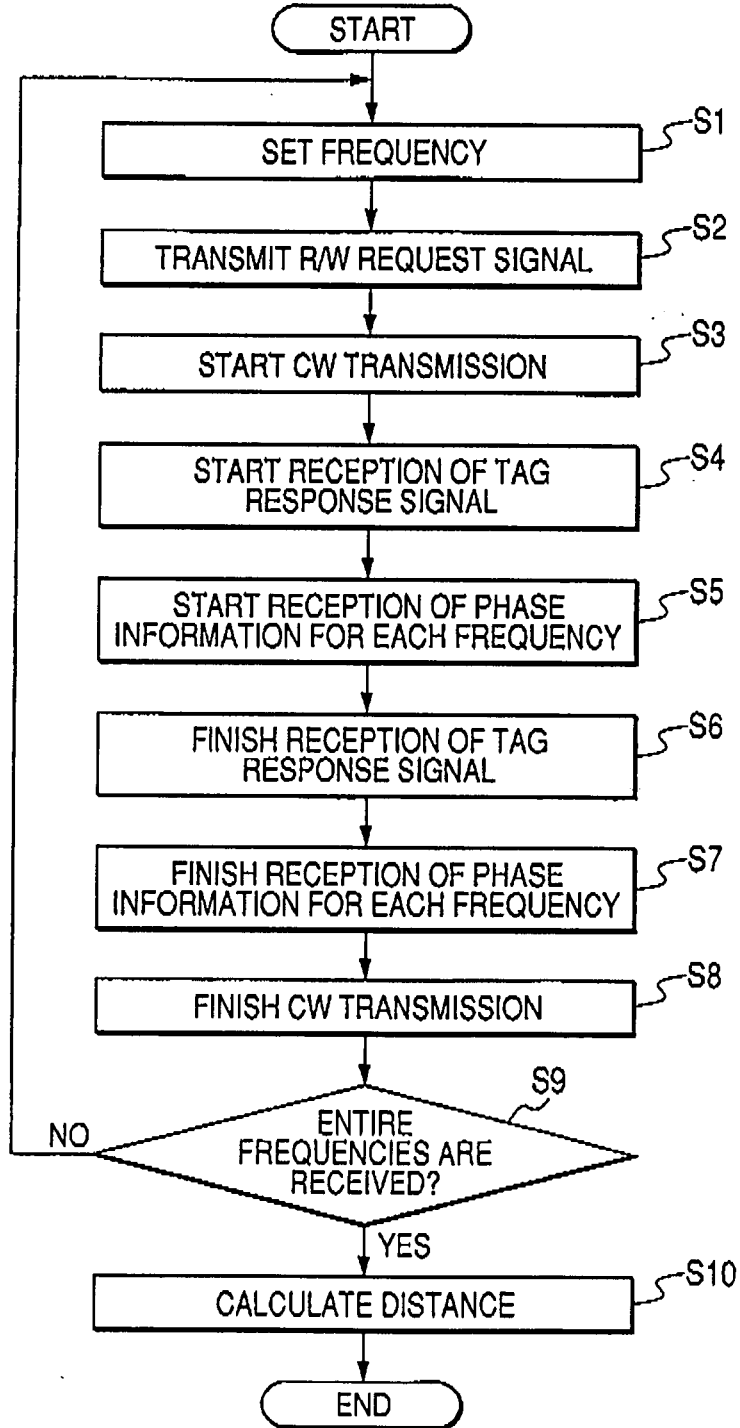 START
SET FREQUENCY
S1
TRANSMIT R/W REQUEST SIGNAL
S2
START CW TRANSMISSION
S3
START RECEPTION OF TAG
RESPONSE SIGNAL
S4
START RECEPTION OF PHASE
INFORMATION FOR EACH FREQUENCY
S5
FINISH RECEPTION OF TAG
RESPONSE SIGNAL
S6
FINISH RECEPTION OF PHASE
INFORMATION FOR EACH FREQUENCY
S7
FINISH CW TRANSMISSION
S8
ENTIRE
FREQUENCIES ARE
RECEIVED?
S9
NO
YES
CALCULATE DISTANCE
S10
END